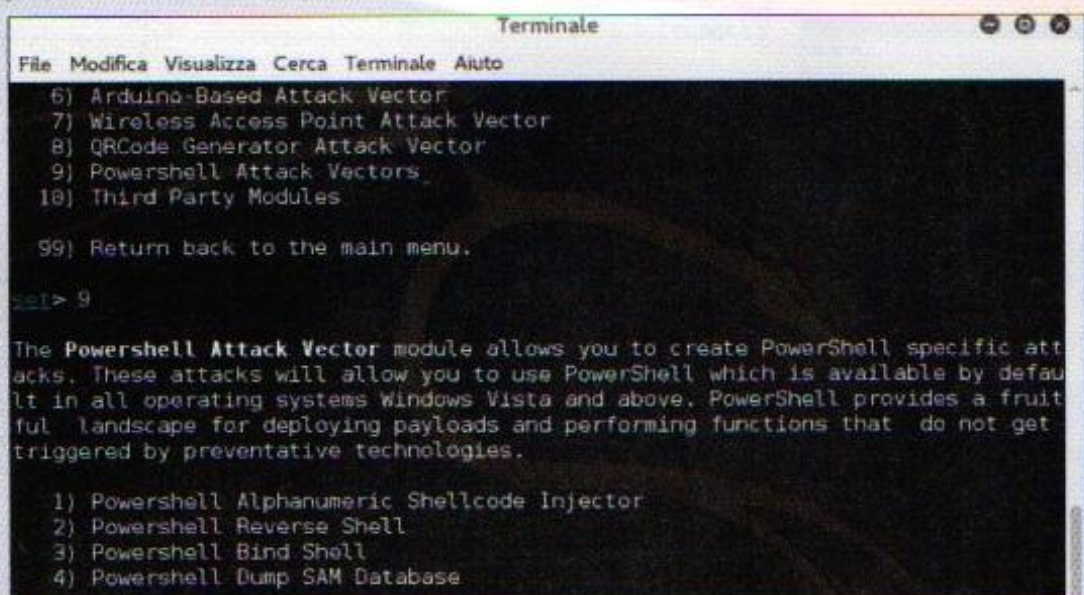 Terminale
File Modifica Visualizza Cerca Terminale Aiuto
6) Arduino-Based Attack Vector
7) Wireless Access Point Attack Vector
8) QRCode Generator Attack Vector
9) Powershell Attack Vectors
10) Third Party Modules
99) Return back to the main menu.
set> 9
The Powershell Attack Vector module allows you to create PowerShell specific att
acks. These attacks will allow you to use PowerShell which is available by defau
lt in all operating systems Windows Vista and above. PowerShell provides a fruit
ful landscape for deploying payloads and performing functions that do not get
triggered by preventative technologies.
1) Powershell Alphanumeric Shellcode Injector
2) Powershell Reverse Shell
3) Powershell Bind Shell
4) Powershell Dump SAM Database